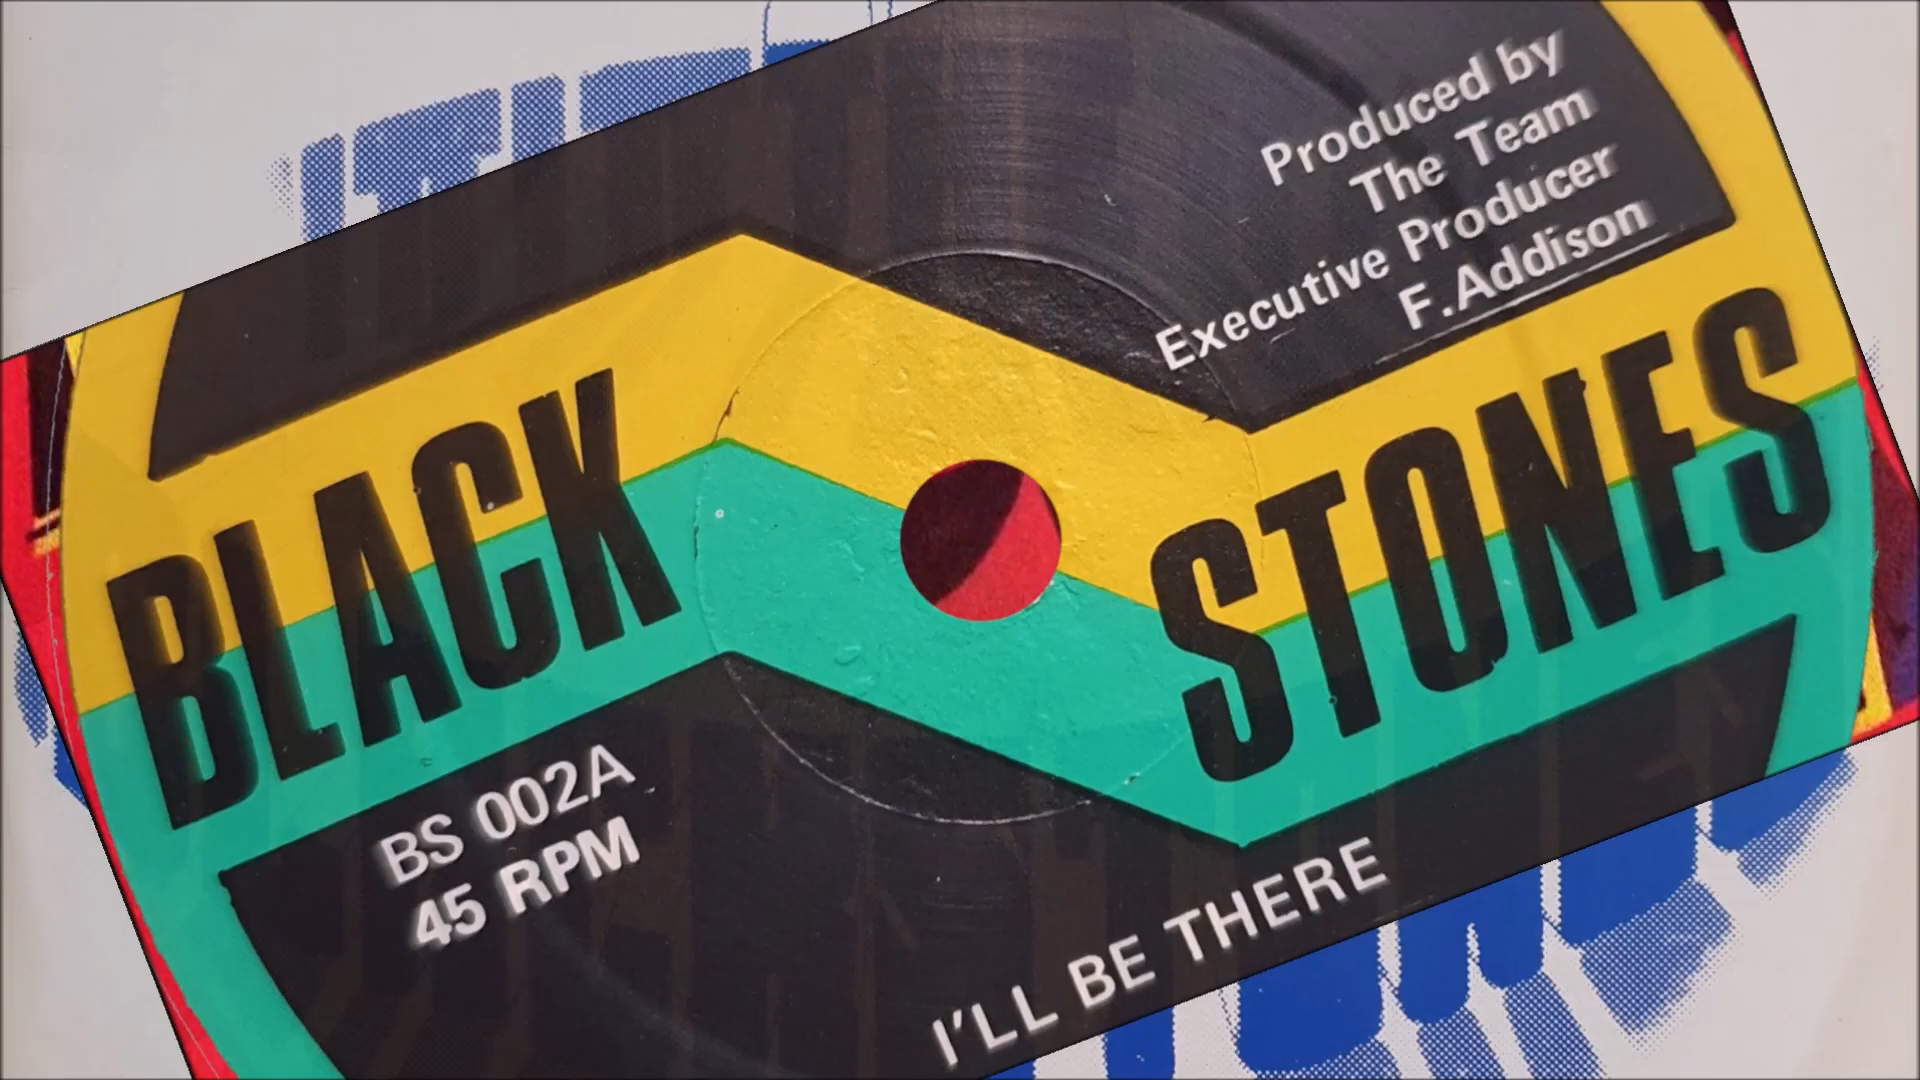 Produced by
The Team
Executive Producer
F.Addison
BLACK STONES
BS 002A
45 RPM
I'LL BE THERE